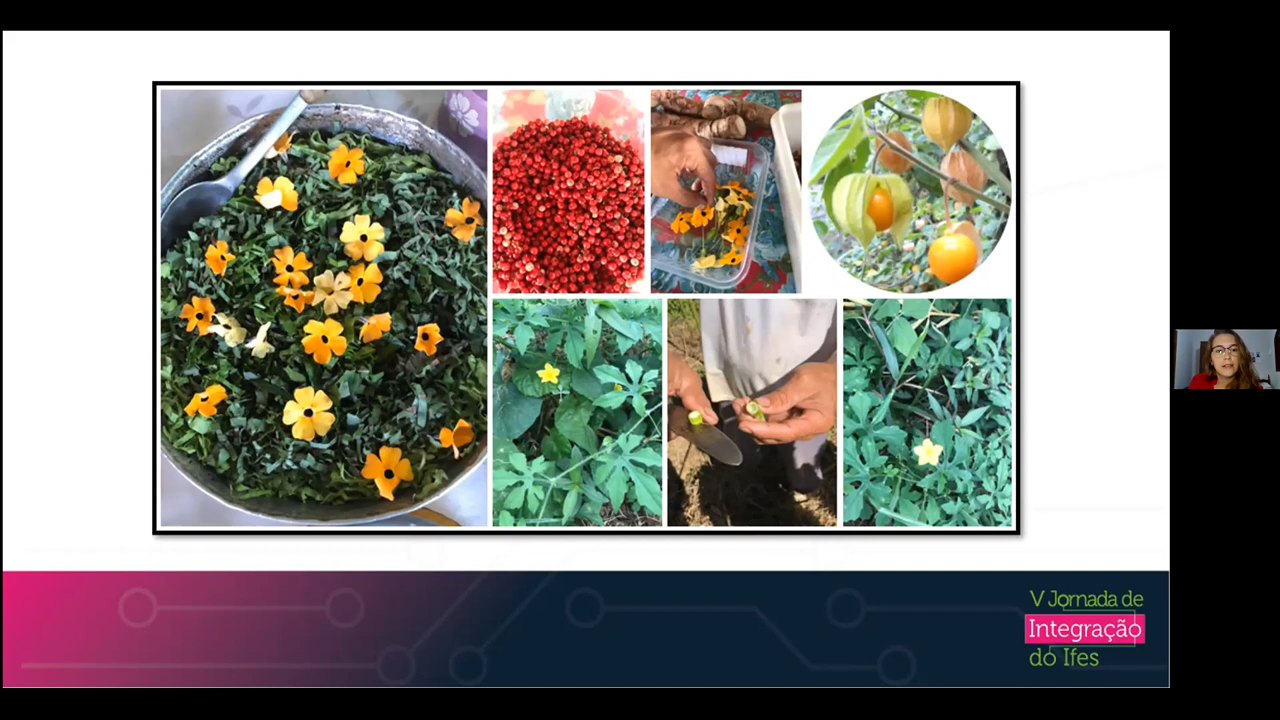 V Jornada de
Integração
do Ifes